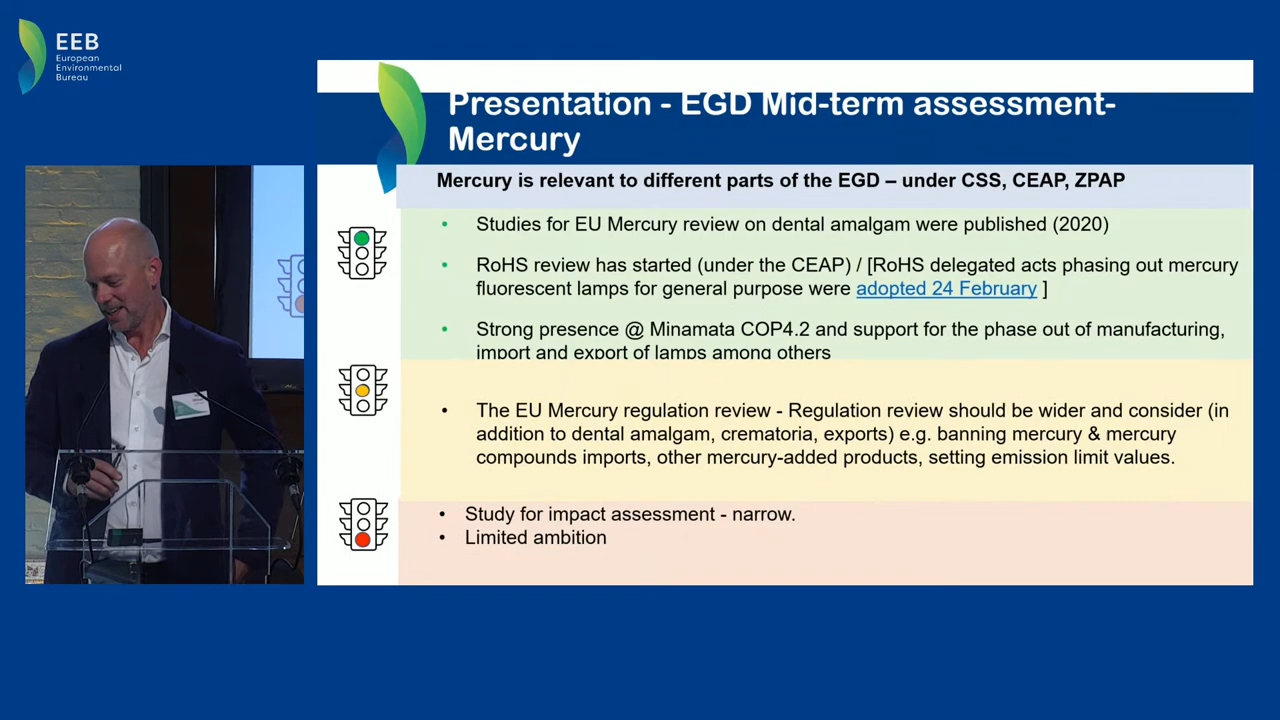 EEB
European
Environmental
Bureau
Presentation - EGD Mid-term assessment-
Mercury
Mercury is relevant to different parts of the EGD – under CSS, CEAP, ZPAP
• Studies for EU Mercury review on dental amalgam were published (2020)
• RoHS review has started (under the CEAP) / [RoHS delegated acts phasing out mercury
fluorescent lamps for general purpose were adopted 24 February ]
• Strong presence @ Minamata COP4.2 and support for the phase out of manufacturing,
import and export of lamps among others
• The EU Mercury regulation review - Regulation review should be wider and consider (in
addition to dental amalgam, crematoria, exports) e.g. banning mercury & mercury
compounds imports, other mercury-added products, setting emission limit values.
• Study for impact assessment - narrow.
• Limited ambition